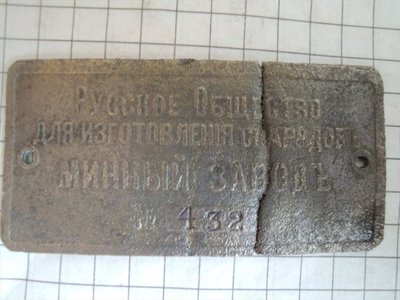 Русское Общество
для изготовленія снарядовъ
Минный заводъ
№ 432